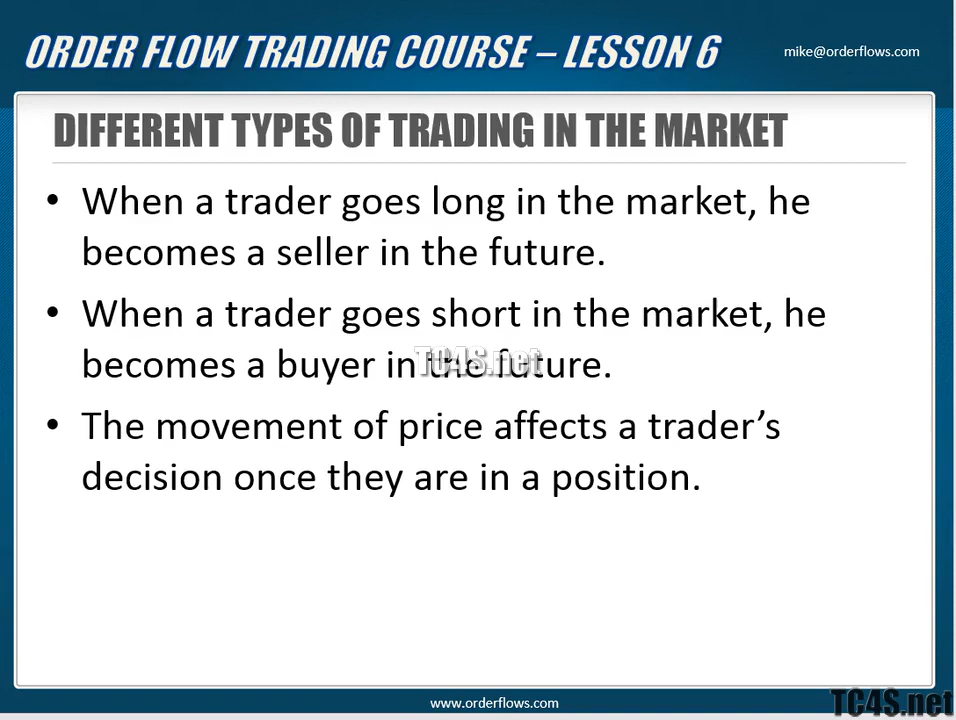 ORDER FLOW TRADING COURSE – LESSON 6
mike@orderflows.com
DIFFERENT TYPES OF TRADING IN THE MARKET
• When a trader goes long in the market, he
becomes a seller in the future.
• When a trader goes short in the market, he
becomes a buyer in the future.
TC4S.net
• The movement of price affects a trader’s
decision once they are in a position.
www.orderflows.com
TC4S.net